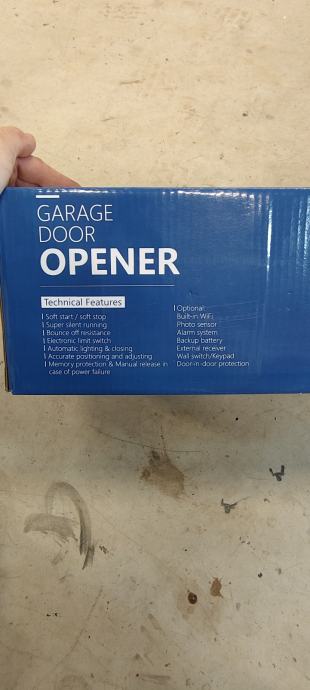 GARAGE
DOOR
OPENER
Technical Features
| Soft start / soft stop
| Super silent running
| Bounce off resistance
| Electronic limit switch
| Automatic lighting & closing
| Accurate positioning and adjusting
| Memory protection & Manual release in
case of power failure
| Optional:
Built-in WiFi
Photo sensor
Alarm system
Backup battery
External receiver
Wall switch/Keypad
Door-in-door protection